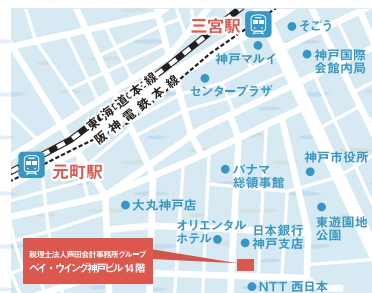 三宮駅
そごう
神戸マルイ
神戸国際
会館内局
センタープラザ
東海道本線
阪神電鉄本線
元町駅
神戸市役所
パナマ
総領事館
大丸神戸店
東遊園地
公園
オリエンタル
ホテル
日本銀行
神戸支店
税理士法人芦田会計事務所グループ
ベイ・ウイング神戸ビル 14 階
NTT 西日本